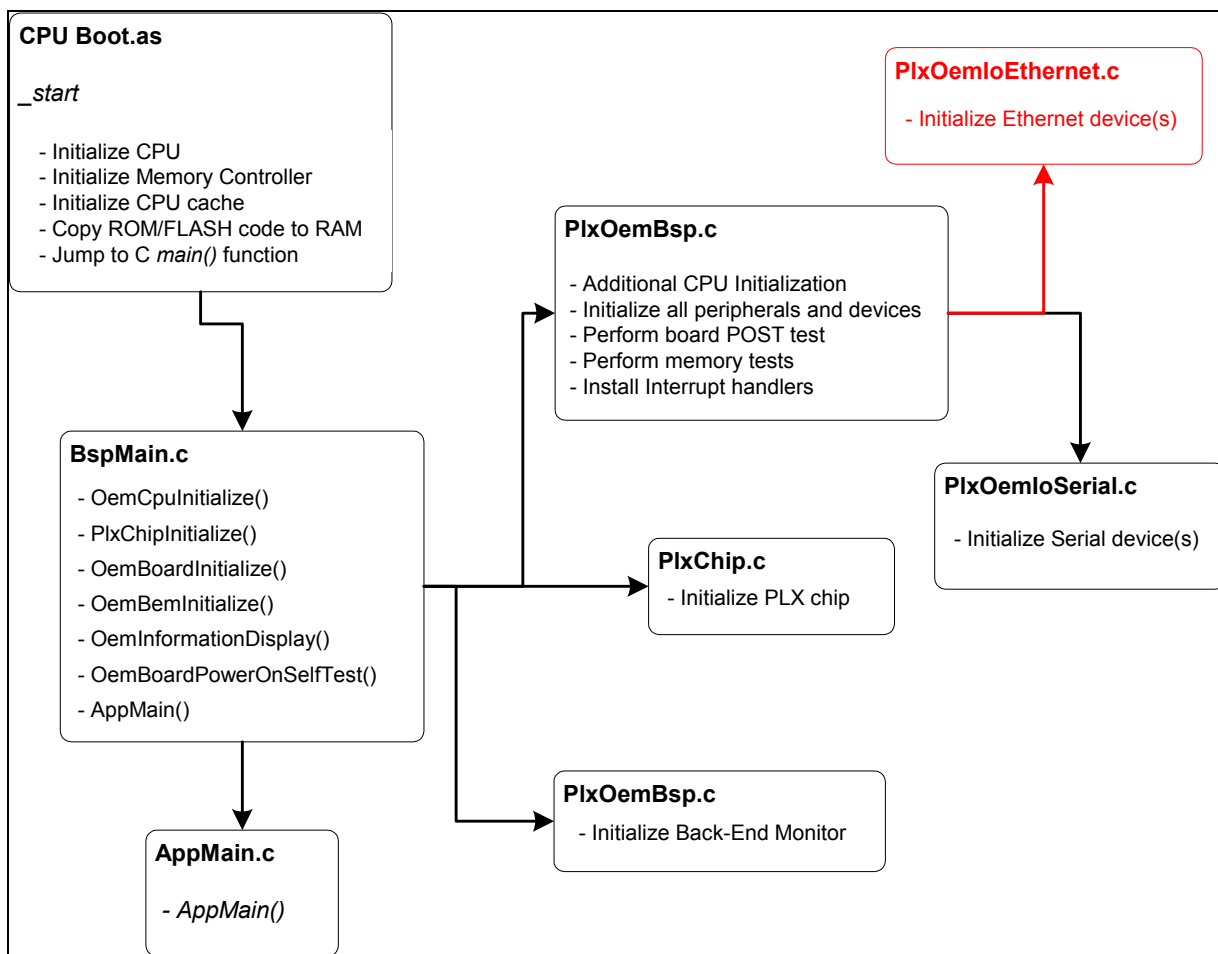 CPU Boot.as
_start
- Initialize CPU
- Initialize Memory Controller
- Initialize CPU cache
- Copy ROM/FLASH code to RAM
- Jump to C main() function
PlxOemIoEthernet.c
- Initialize Ethernet device(s)
PlxOemBsp.c
- Additional CPU Initialization
- Initialize all peripherals and devices
- Perform board POST test
- Perform memory tests
- Install Interrupt handlers
BspMain.c
- OemCpuInitialize()
- PlxChipInitialize()
- OemBoardInitialize()
- OemBemInitialize()
- OemInformationDisplay()
- OemBoardPowerOnSelfTest()
- AppMain()
PlxOemIoSerial.c
- Initialize Serial device(s)
PlxChip.c
- Initialize PLX chip
PlxOemBsp.c
- Initialize Back-End Monitor
AppMain.c
- AppMain()